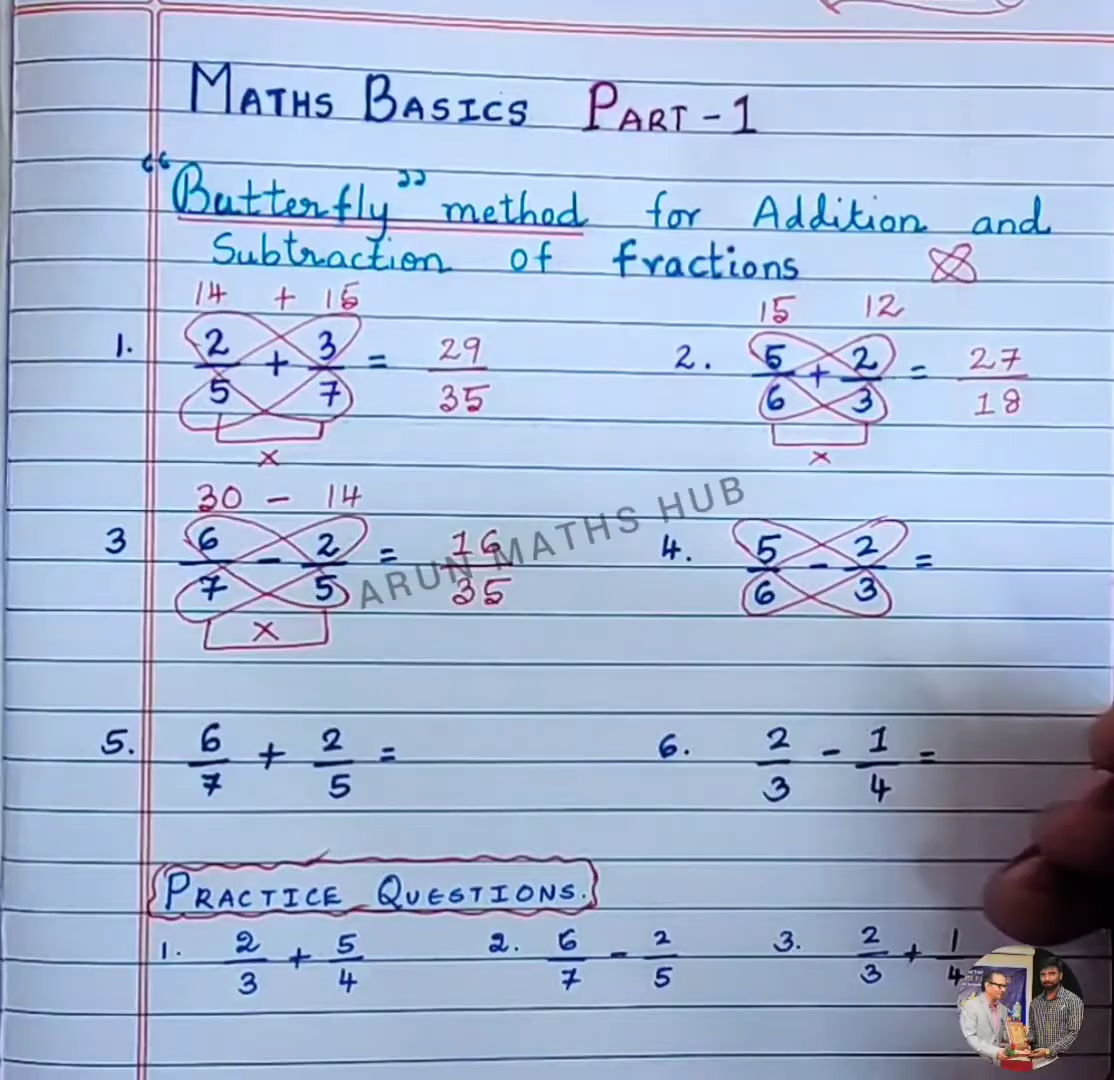 MATHS BASICS PART - 1
“Butterfly” method for Addition and
Subtraction of fractions
14 + 15 15 12
1. 2/5 + 3/7 = 29/35 2. 5/6 + 2/3 = 27/18
× ×
30 - 14
3 6/7 - 2/5 = 16/35 4. 5/6 - 2/3 =
×
ARUN MATHS HUB
5. 6/7 + 2/5 = 6. 2/3 - 1/4 =
PRACTICE QUESTIONS.
1. 2/3 + 5/4 2. 6/7 - 2/5 3. 2/3 + 1/4